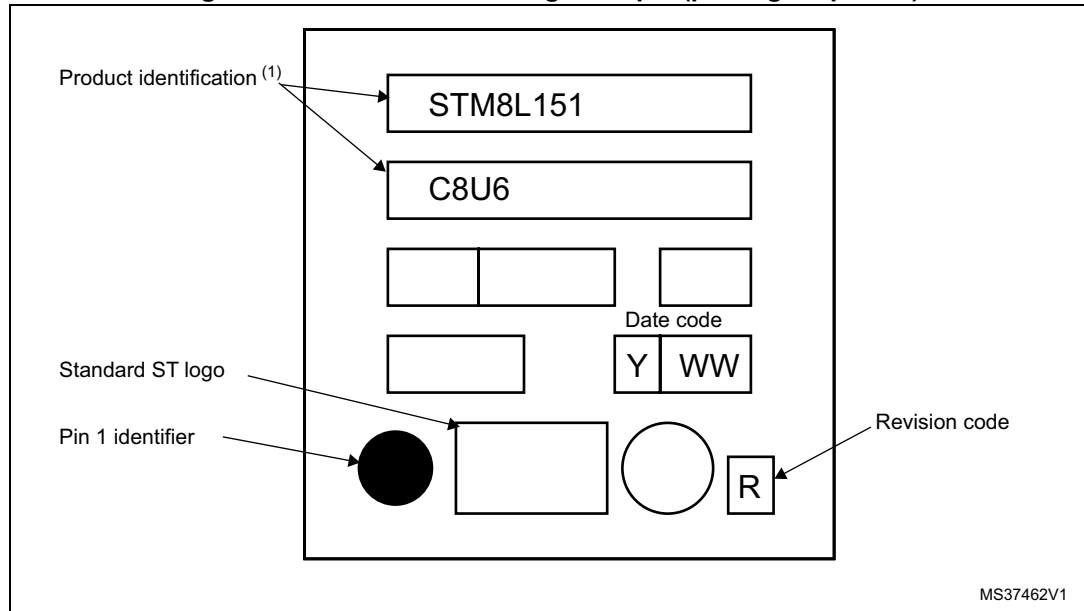 Product identification (1)
STM8L151
C8U6
Date code
Y WW
Standard ST logo
Pin 1 identifier
Revision code
R
MS37462V1